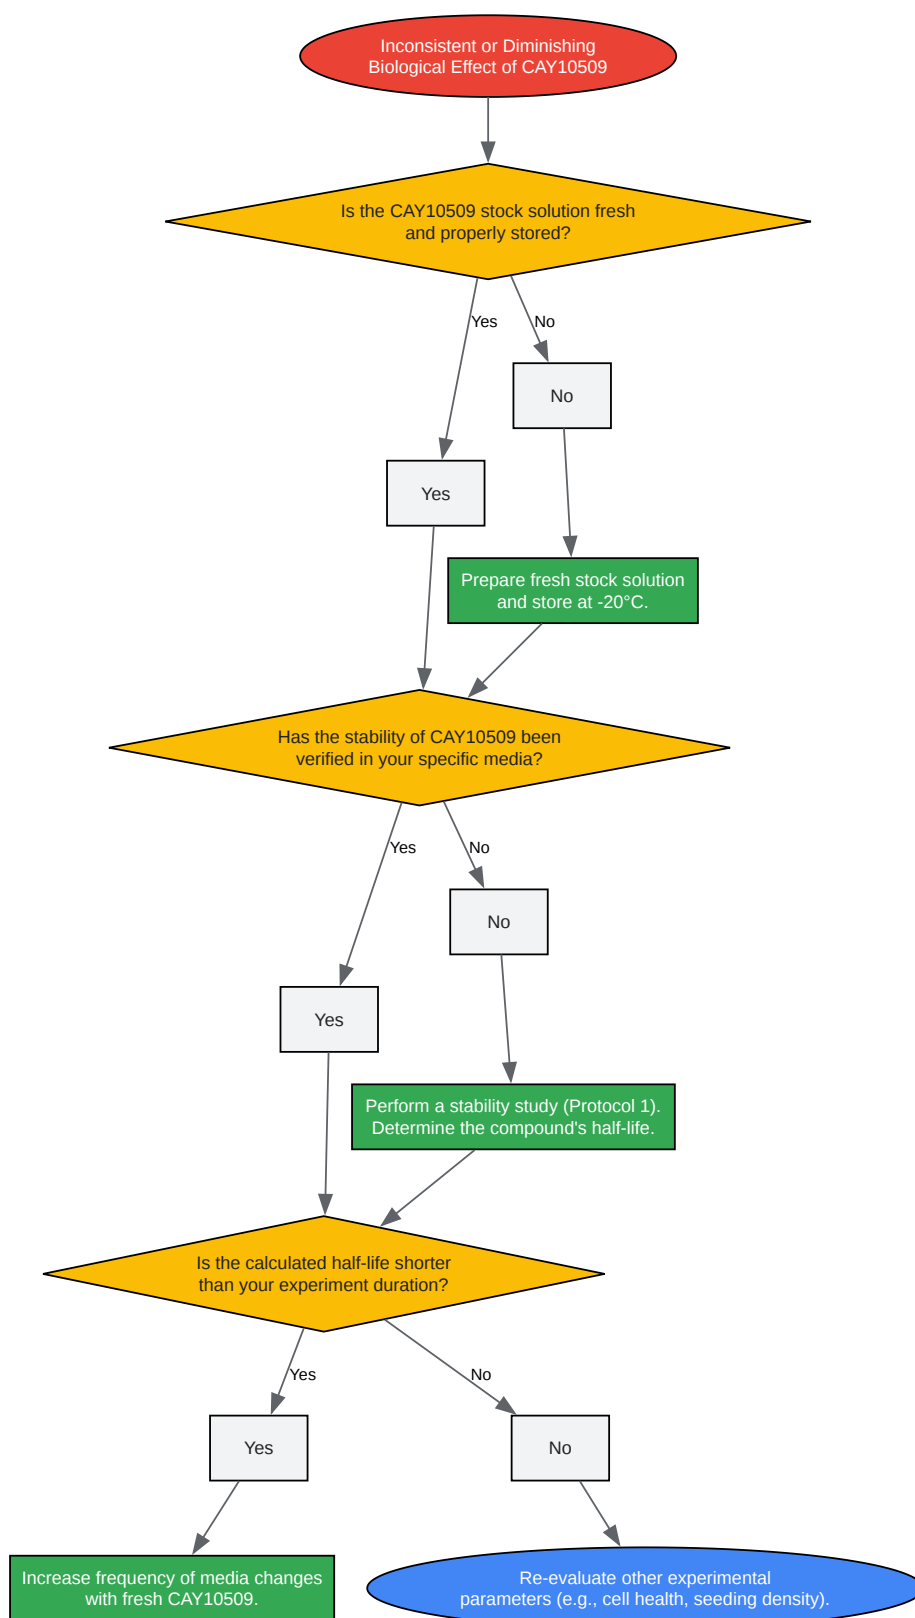 Inconsistent or Diminishing
Biological Effect of CAY10509
Is the CAY10509 stock solution fresh
and properly stored?
Yes
No
No
Yes
Prepare fresh stock solution
and store at -20°C.
Has the stability of CAY10509 been
verified in your specific media?
Yes
No
No
Yes
Perform a stability study (Protocol 1).
Determine the compound's half-life.
Is the calculated half-life shorter
than your experiment duration?
Yes
No
Yes
No
Increase frequency of media changes
with fresh CAY10509.
Re-evaluate other experimental
parameters (e.g., cell health, seeding density).